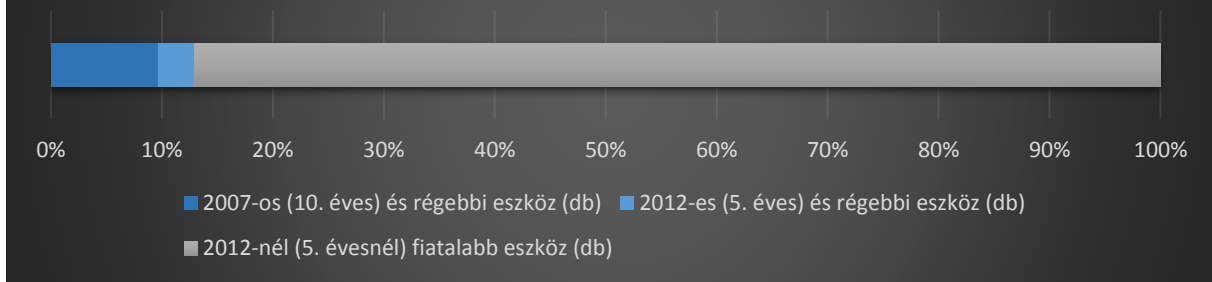 0% 10% 20% 30% 40% 50% 60% 70% 80% 90% 100%
2007-os (10. éves) és régebbi eszköz (db) 2012-es (5. éves) és régebbi eszköz (db)
2012-nél (5. évesnél) fiatalabb eszköz (db)